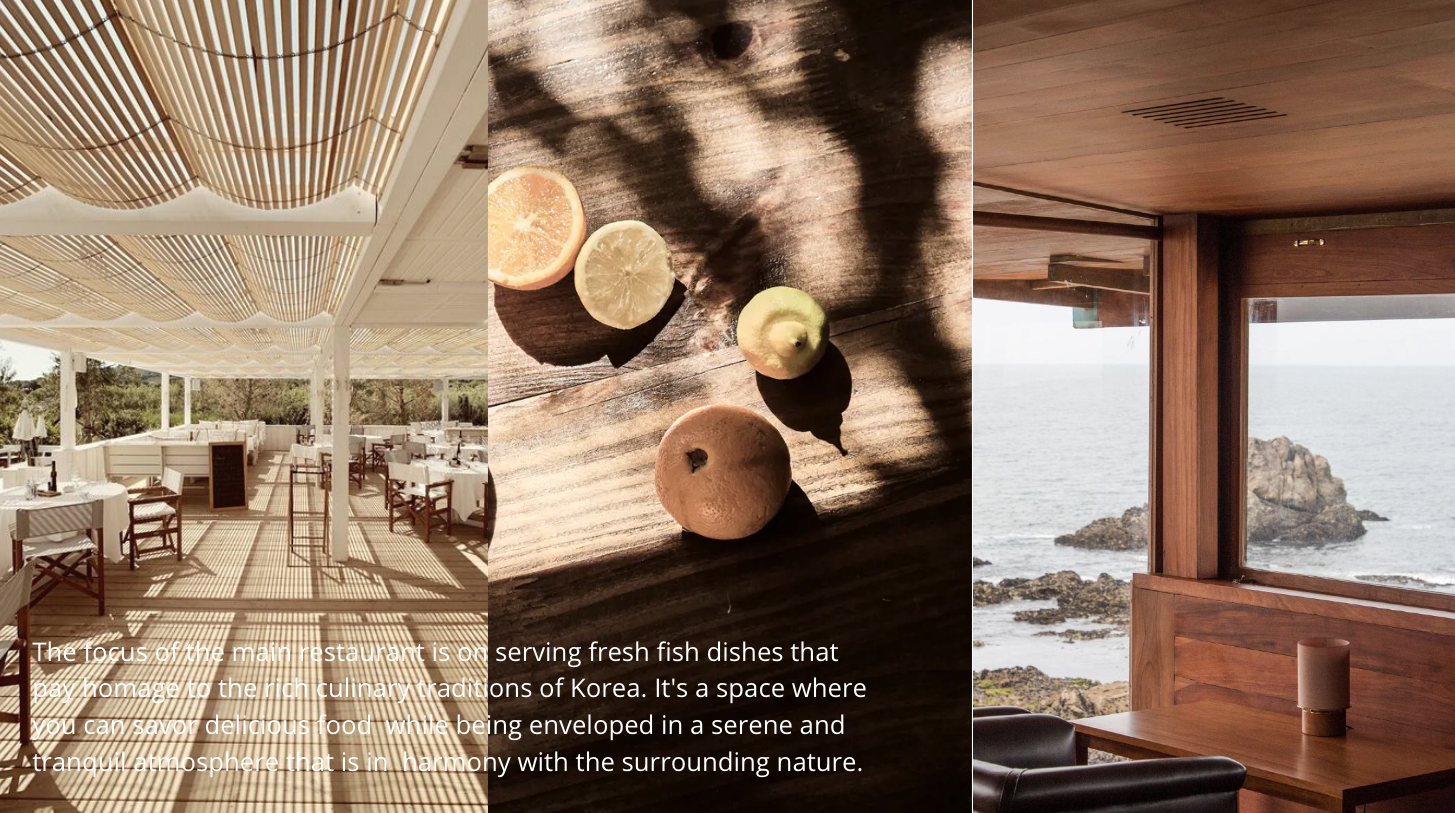 The focus of the main restaurant is on serving fresh fish dishes that
pay homage to the rich culinary traditions of Korea. It's a space where
you can savor delicious food  while being enveloped in a serene and
tranquil atmosphere that is in  harmony with the surrounding nature.